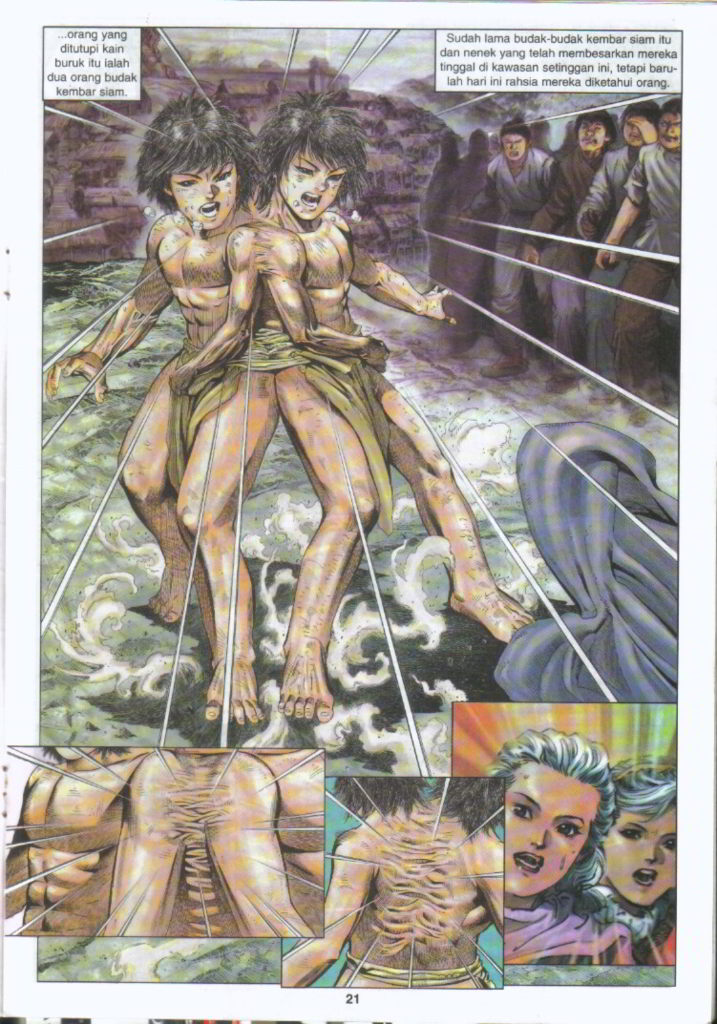 ...orang yang
ditutupi kain
buruk itu ialah
dua orang budak
kembar siam.
Sudah lama budak-budak kembar siam itu
dan nenek yang telah membesarkan mereka
tinggal di kawasan setinggan ini, tetapi baru-
lah hari ini rahsia mereka diketahui orang.
21